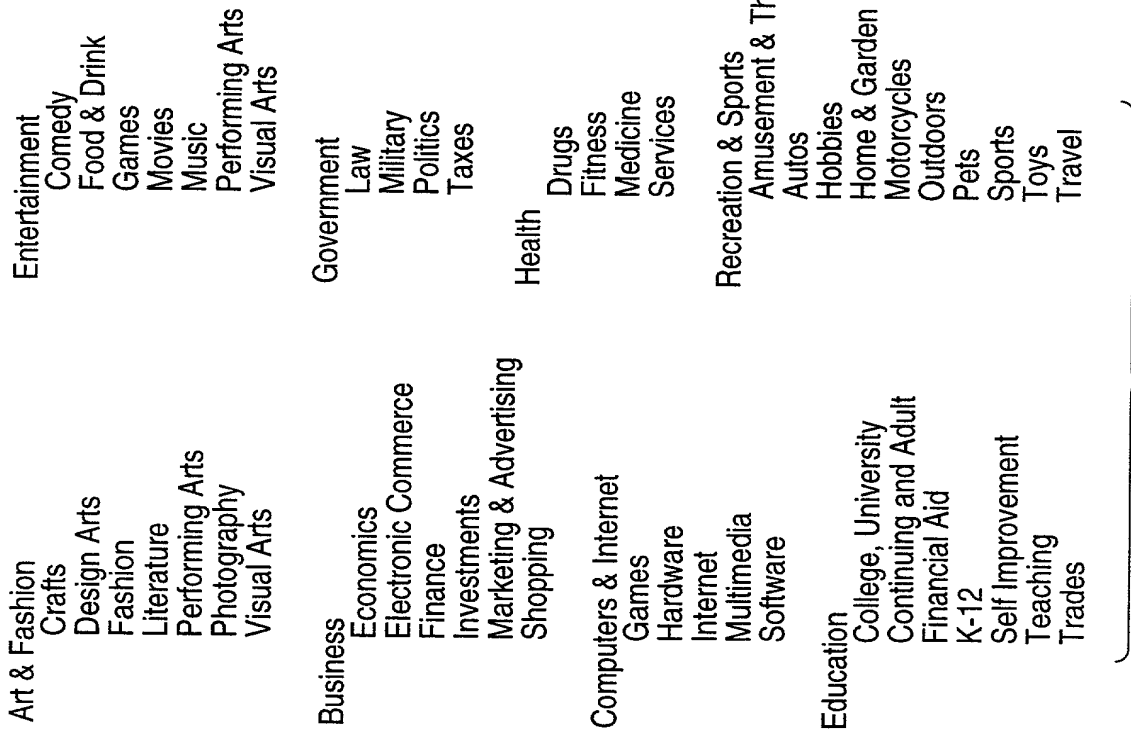 Art & Fashion
Crafts
Design Arts
Fashion
Literature
Performing Arts
Photography
Visual Arts
Business
Economics
Electronic Commerce
Finance
Investments
Marketing & Advertising
Shopping
Computers & Internet
Games
Hardware
Internet
Multimedia
Software
Education
College, University
Continuing and Adult
Financial Aid
K-12
Self Improvement
Teaching
Trades
Entertainment
Comedy
Food & Drink
Games
Movies
Music
Performing Arts
Visual Arts
Government
Law
Military
Politics
Taxes
Health
Drugs
Fitness
Medicine
Services
Recreation & Sports
Amusement &
Autos
Hobbies
Home & Garden
Motorcycles
Outdoors
Pets
Sports
Toys
Travel